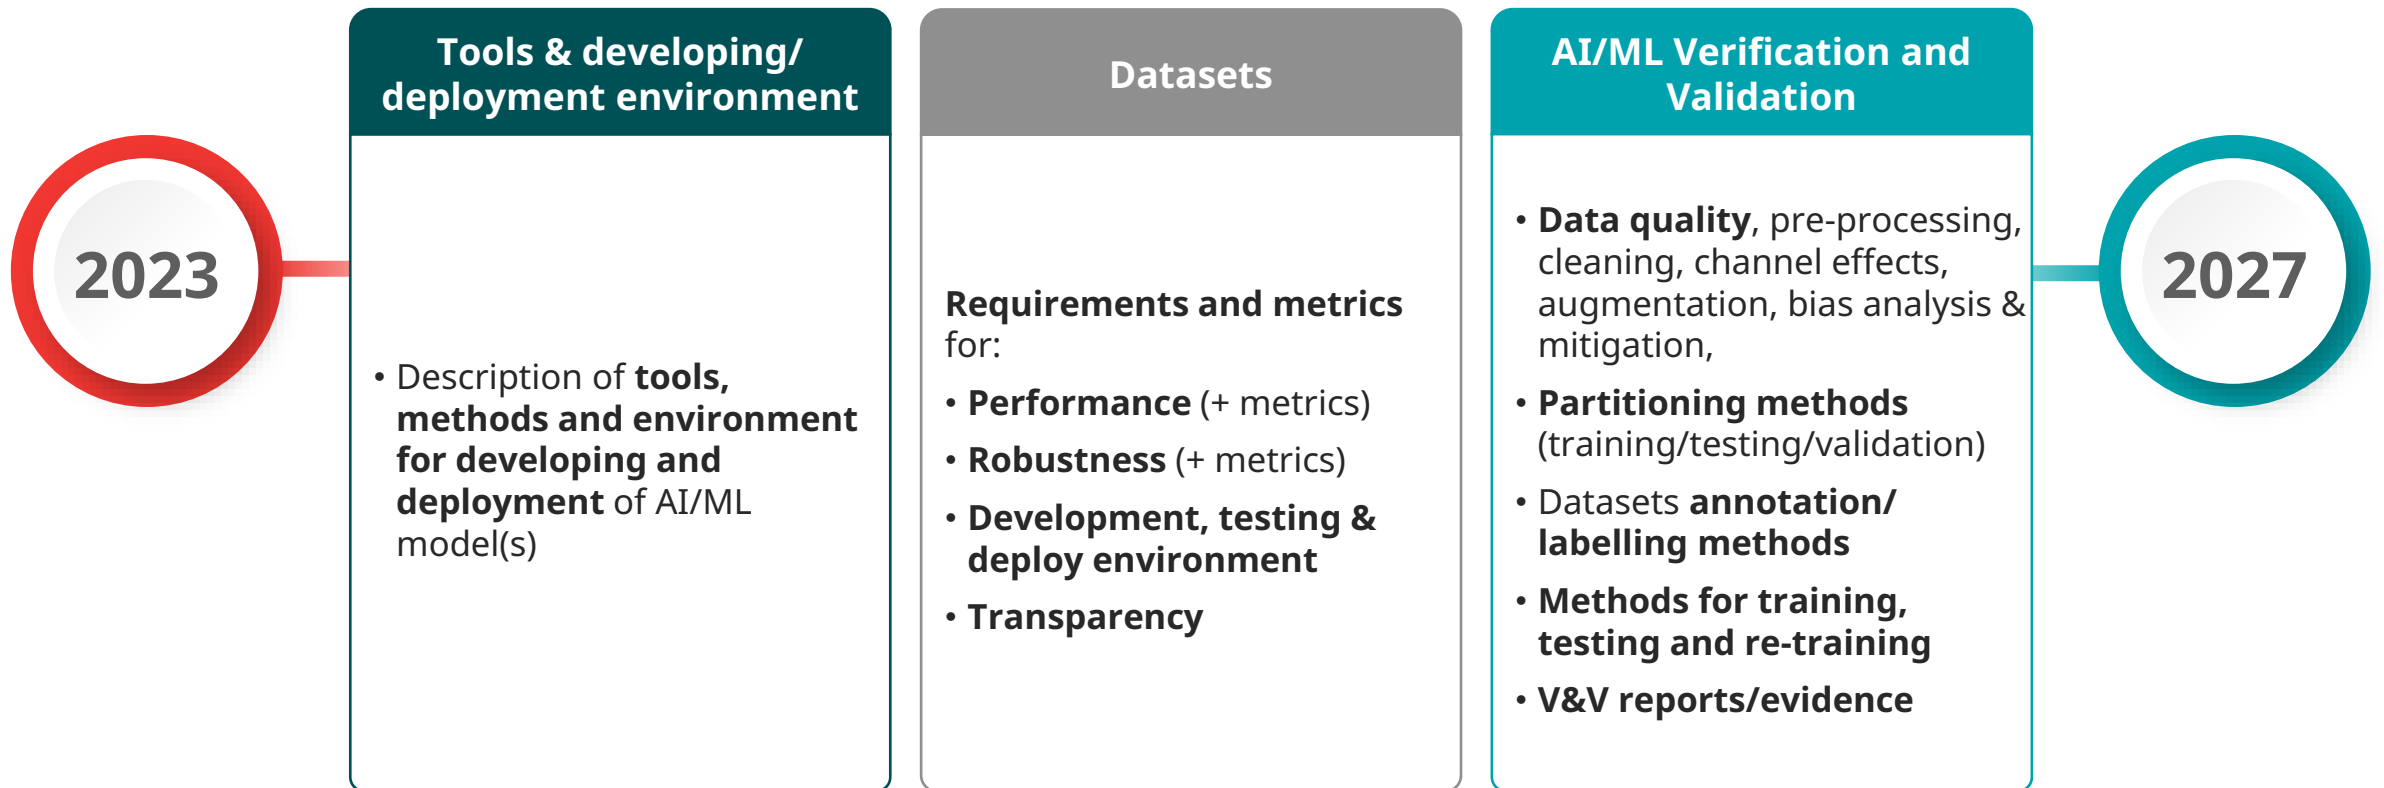 2023
Tools & developing/
deployment environment
• Description of tools,
methods and environment
for developing and
deployment of AI/ML
model(s)
Datasets
Requirements and metrics
for:
• Performance (+ metrics)
• Robustness (+ metrics)
• Development, testing &
deploy environment
• Transparency
AI/ML Verification and
Validation
• Data quality, pre-processing,
cleaning, channel effects,
augmentation, bias analysis &
mitigation,
• Partitioning methods
(training/testing/validation)
• Datasets annotation/
labelling methods
• Methods for training,
testing and re-training
• V&V reports/evidence
2027